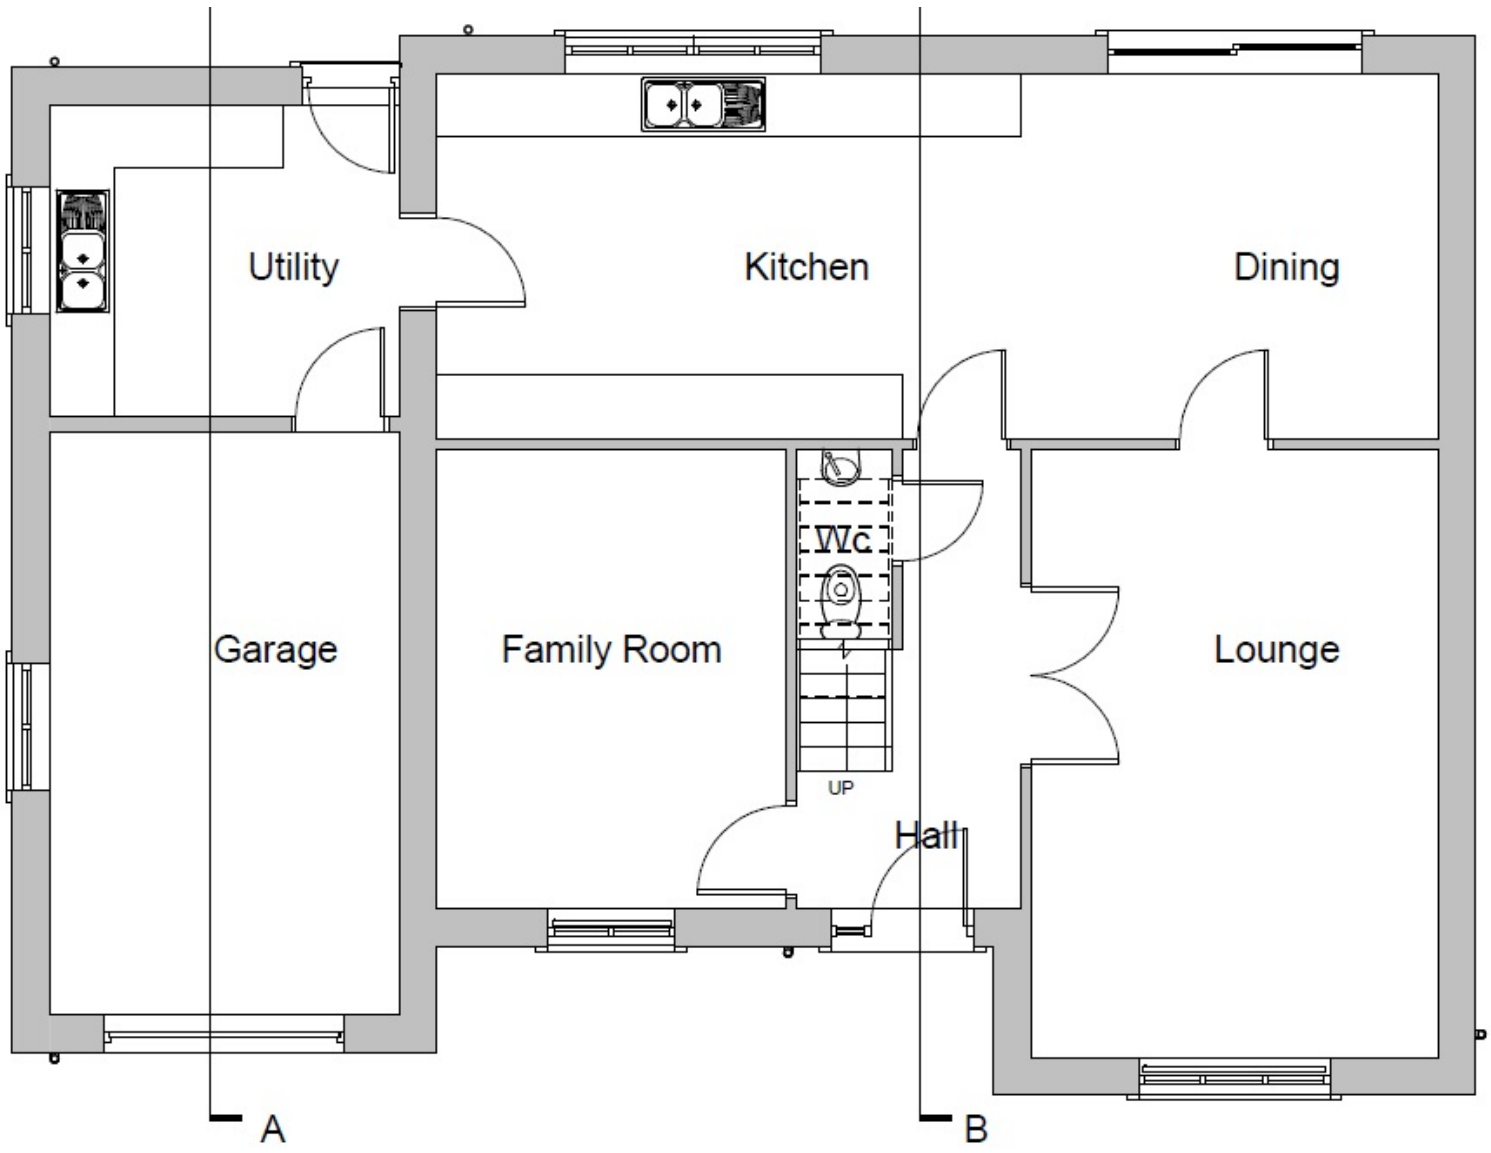 Utility
Kitchen
Dining
Wc
Garage
Family Room
Lounge
UP
Hall
A
B